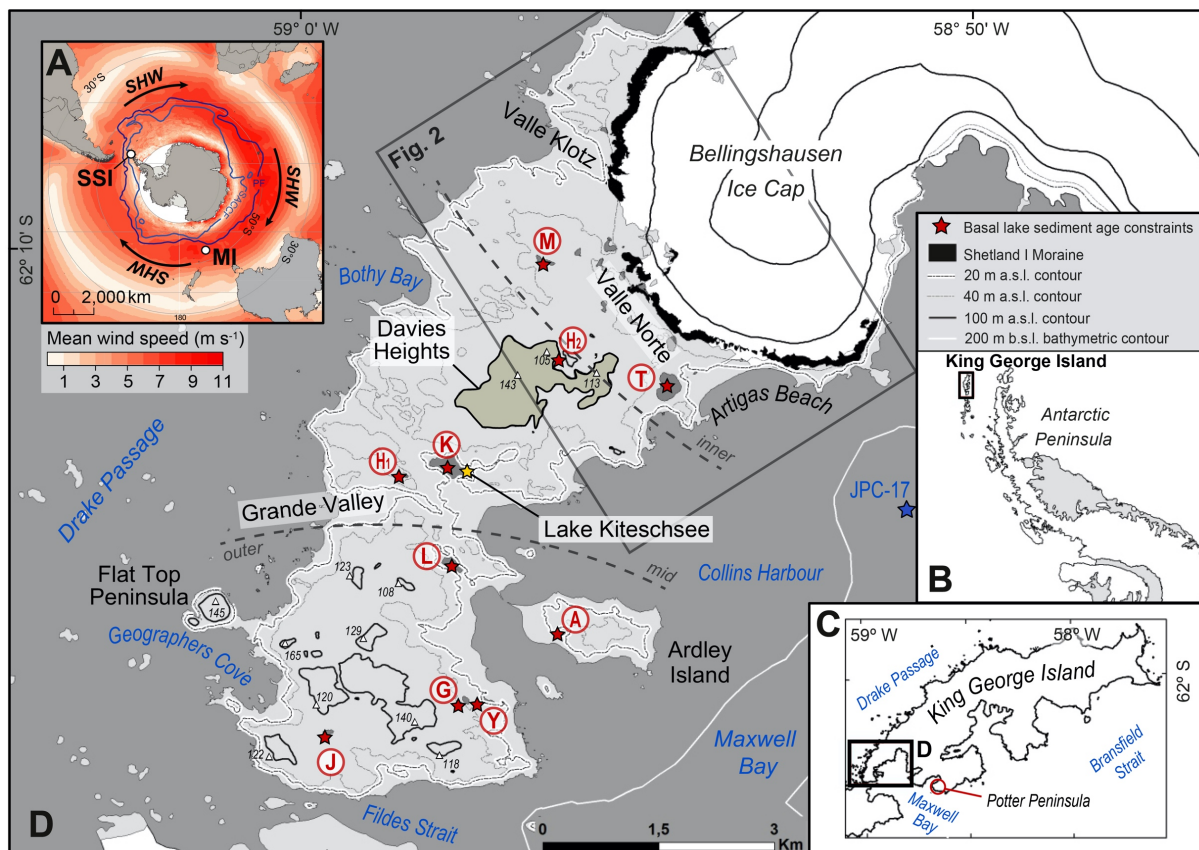 59° 0' W
58° 50' W
62° 10' S
A
30°S
SHW
SSI
PF
SACCF
SHW
50°S
30°S
MI
SHW
0 2,000 km
180
Mean wind speed (m s-1)
1 3 5 7 9 11
Fig. 2
Valle Klotz
Bellingshausen
Ice Cap
Basal lake sediment age constraints
Shetland I Moraine
20 m a.s.l. contour
40 m a.s.l. contour
100 m a.s.l. contour
200 m b.s.l. bathymetric contour
M
Bothy Bay
Valle Norte
Davies
Heights
H2
105
143
113
T
Artigas Beach
inner
Drake Passage
K
H1
Grande Valley
Lake Kiteschsee
JPC-17
King George Island
Antarctic
Peninsula
B
outer
mid
L
Collins Harbour
Flat Top
Peninsula
145
123
108
Geographers Cove
129
165
A
Ardley
Island
120
140
G
Y
122
J
118
Maxwell
Bay
Fildes Strait
D
0 1,5 3
Km
C
59° W
58° W
62° S
Drake Passage
King George Island
D
Bransfield
Strait
Maxwell
Bay
Potter Peninsula